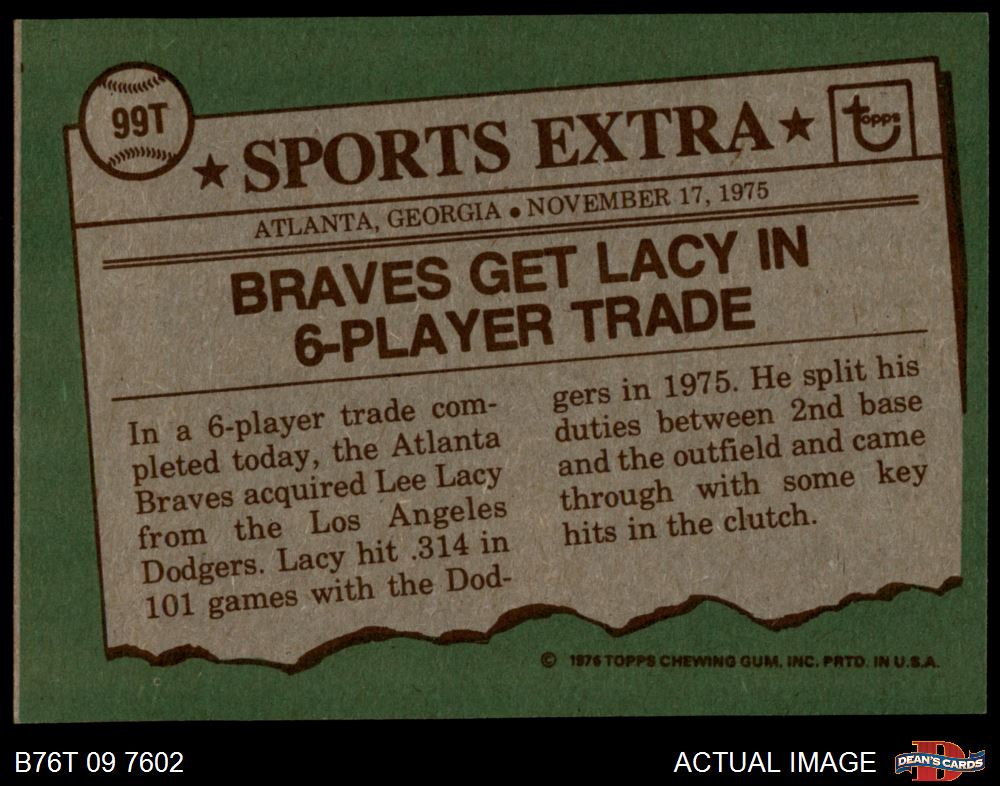 99T
★ SPORTS EXTRA ★
topps
ATLANTA, GEORGIA ● NOVEMBER 17, 1975
BRAVES GET LACY IN
6-PLAYER TRADE
In a 6-player trade com-
pleted today, the Atlanta
Braves acquired Lee Lacy
from the Los Angeles
Dodgers. Lacy hit .314 in
101 games with the Dod-
gers in 1975. He split his
duties between 2nd base
and the outfield and came
through with some key
hits in the clutch.
© 1976 TOPPS CHEWING GUM, INC. PRTD. IN U.S.A.
B76T 09 7602
ACTUAL IMAGE
D
DEAN'S CARDS